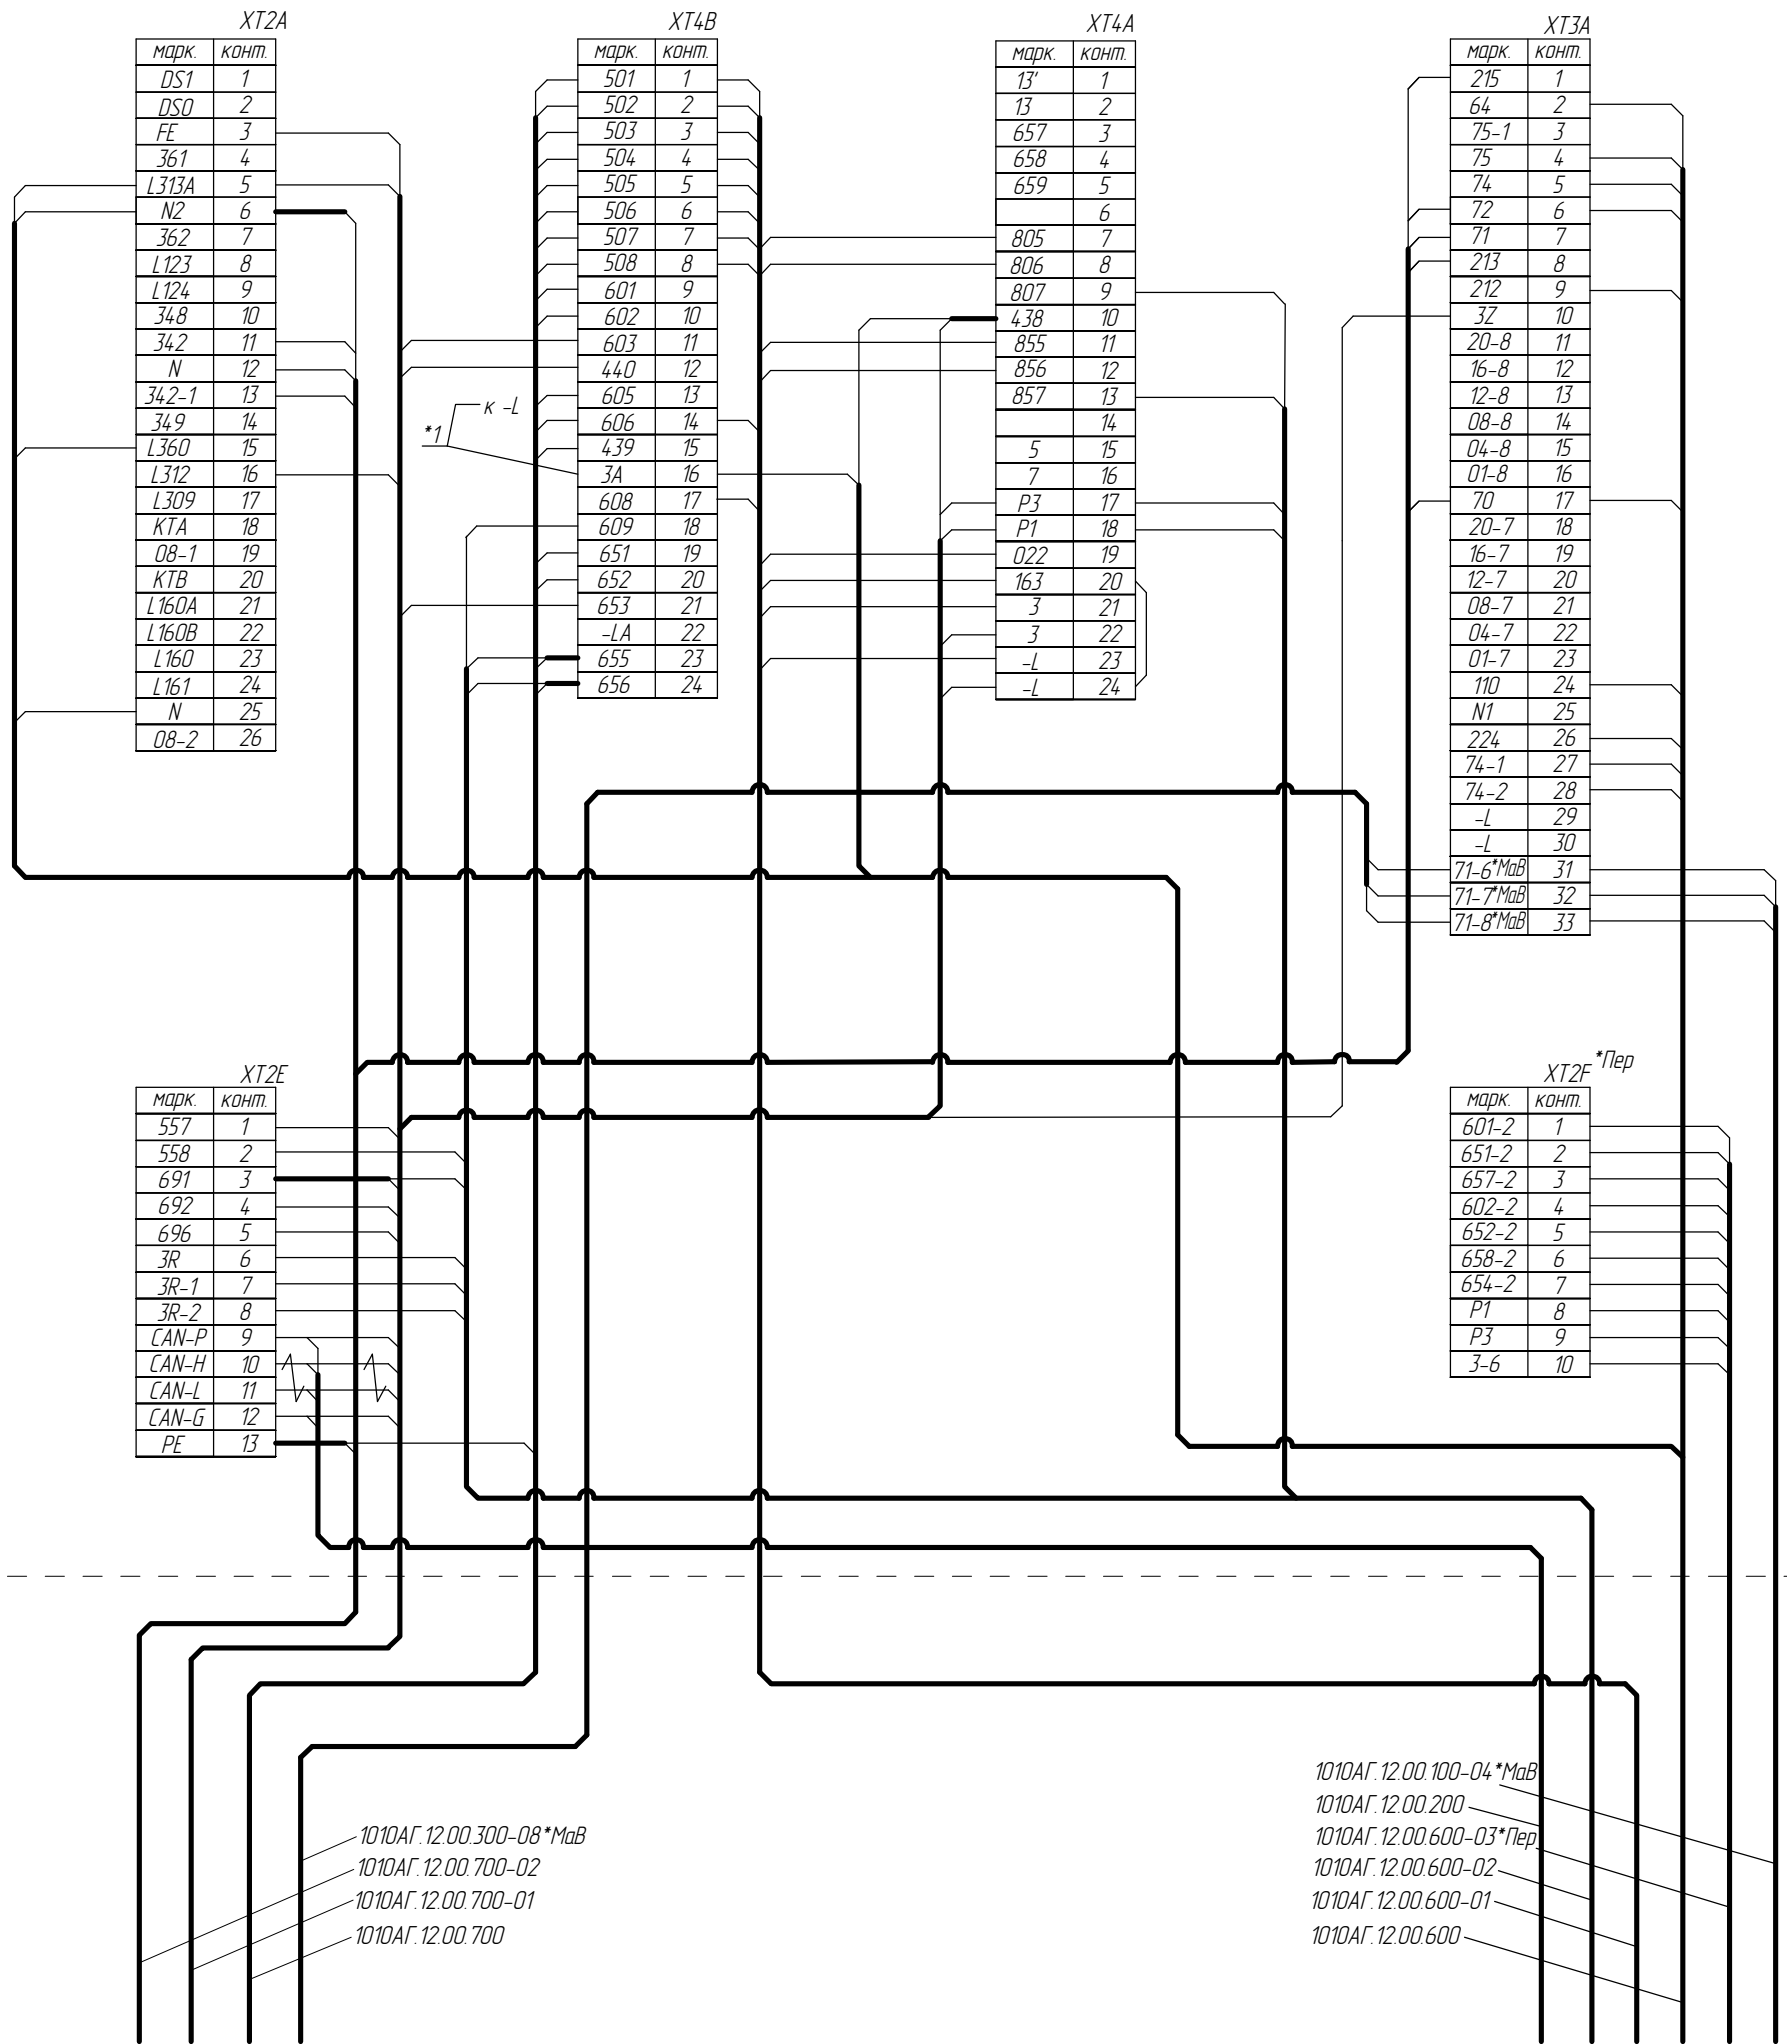 XT2A
марк. конт.
DS1 1
DS0 2
FE 3
361 4
L313A 5
N2 6
362 7
L123 8
L124 9
348 10
342 11
N 12
342-1 13
349 14
L360 15
L312 16
L309 17
KTA 18
08-1 19
KTB 20
L160A 21
L160B 22
L160 23
L161 24
N 25
08-2 26
XT4B
марк. конт.
501 1
502 2
503 3
504 4
505 5
506 6
507 7
508 8
601 9
602 10
603 11
440 12
605 13
606 14
439 15
3A 16
608 17
609 18
651 19
652 20
653 21
-LA 22
655 23
656 24
*1
к -L
XT4A
марк. конт.
13' 1
13 2
657 3
658 4
659 5
6
805 7
806 8
807 9
438 10
855 11
856 12
857 13
14
5 15
7 16
P3 17
P1 18
022 19
163 20
3 21
3 22
-L 23
-L 24
XT3A
марк. конт.
215 1
64 2
75-1 3
75 4
74 5
72 6
71 7
213 8
212 9
3Z 10
20-8 11
16-8 12
12-8 13
08-8 14
04-8 15
01-8 16
70 17
20-7 18
16-7 19
12-7 20
08-7 21
04-7 22
01-7 23
110 24
N1 25
224 26
74-1 27
74-2 28
-L 29
-L 30
71-6*МаВ 31
71-7*МаВ 32
71-8*МаВ 33
XT2E
марк. конт.
557 1
558 2
691 3
692 4
696 5
3R 6
3R-1 7
3R-2 8
CAN-P 9
CAN-H 10
CAN-L 11
CAN-G 12
PE 13
XT2F *Пер
марк. конт.
601-2 1
651-2 2
657-2 3
602-2 4
652-2 5
658-2 6
654-2 7
P1 8
P3 9
3-6 10
1010АГ.12.00.300-08*МаВ
1010АГ.12.00.700-02
1010АГ.12.00.700-01
1010АГ.12.00.700
1010АГ.12.00.100-04*МаВ
1010АГ.12.00.200
1010АГ.12.00.600-03*Пер
1010АГ.12.00.600-02
1010АГ.12.00.600-01
1010АГ.12.00.600